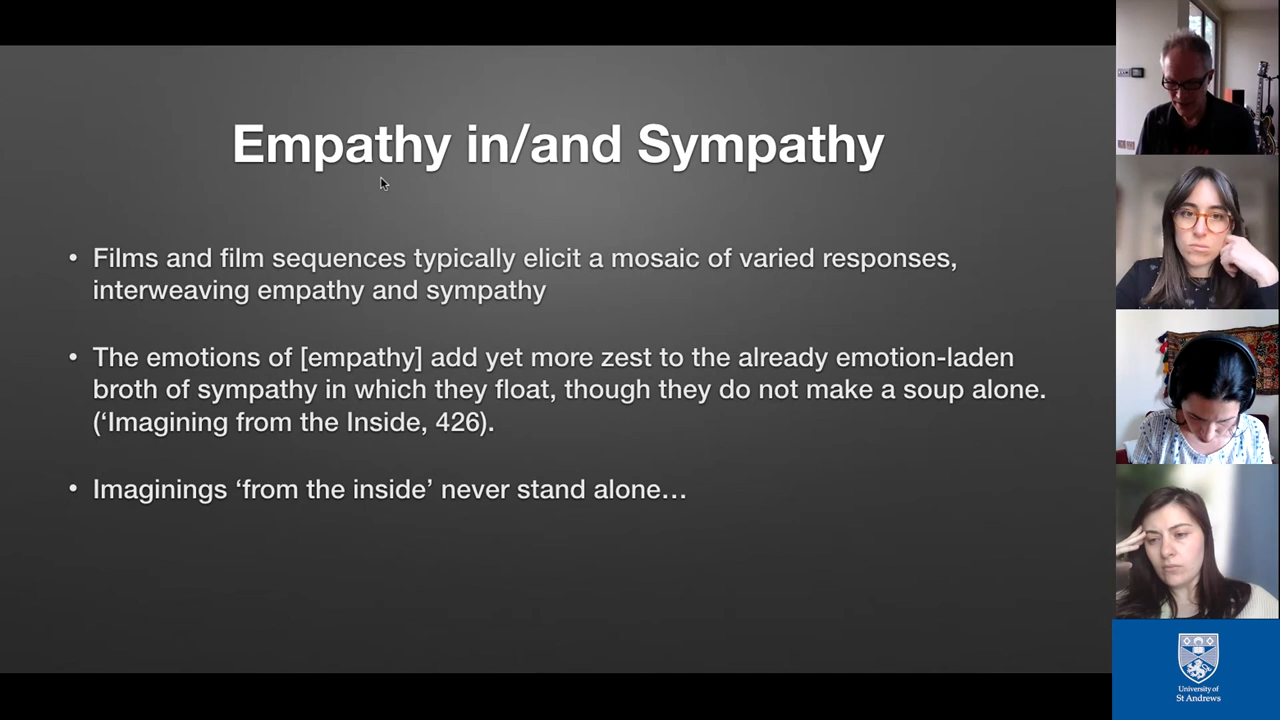 Empathy in/and Sympathy
• Films and film sequences typically elicit a mosaic of varied responses,
interweaving empathy and sympathy
• The emotions of [empathy] add yet more zest to the already emotion-laden
broth of sympathy in which they float, though they do not make a soup alone.
(‘Imagining from the Inside, 426).
• Imaginings ‘from the inside’ never stand alone…
University of
St Andrews